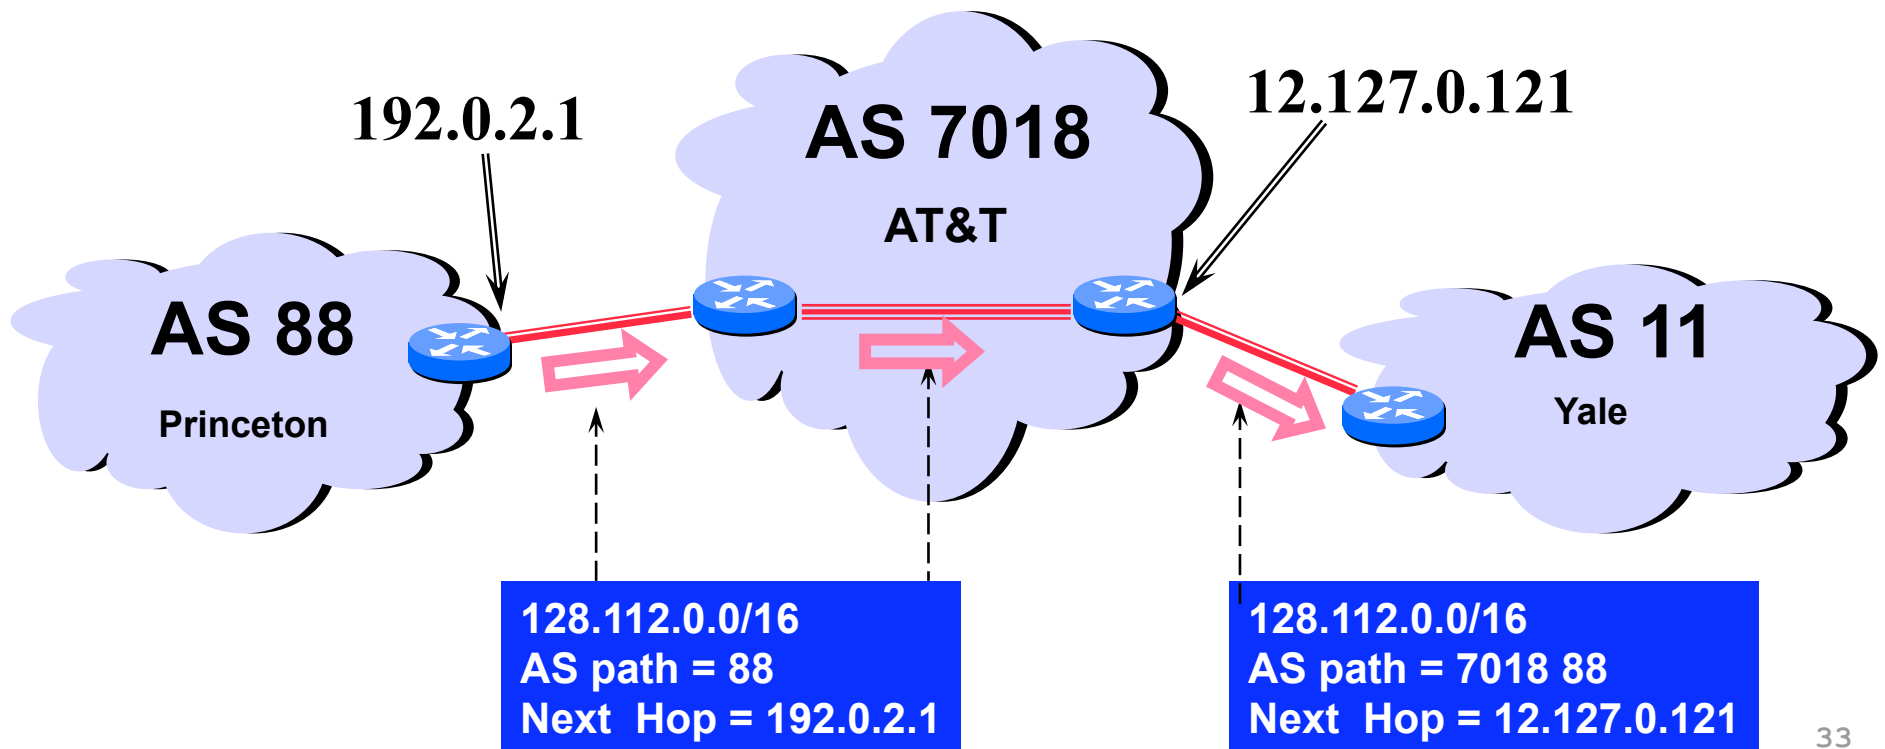 192.0.2.1
12.127.0.121
AS 7018
AT&T
AS 88
Princeton
AS 11
Yale
128.112.0.0/16
AS path = 88
Next Hop = 192.0.2.1
128.112.0.0/16
AS path = 7018 88
Next Hop = 12.127.0.121
33